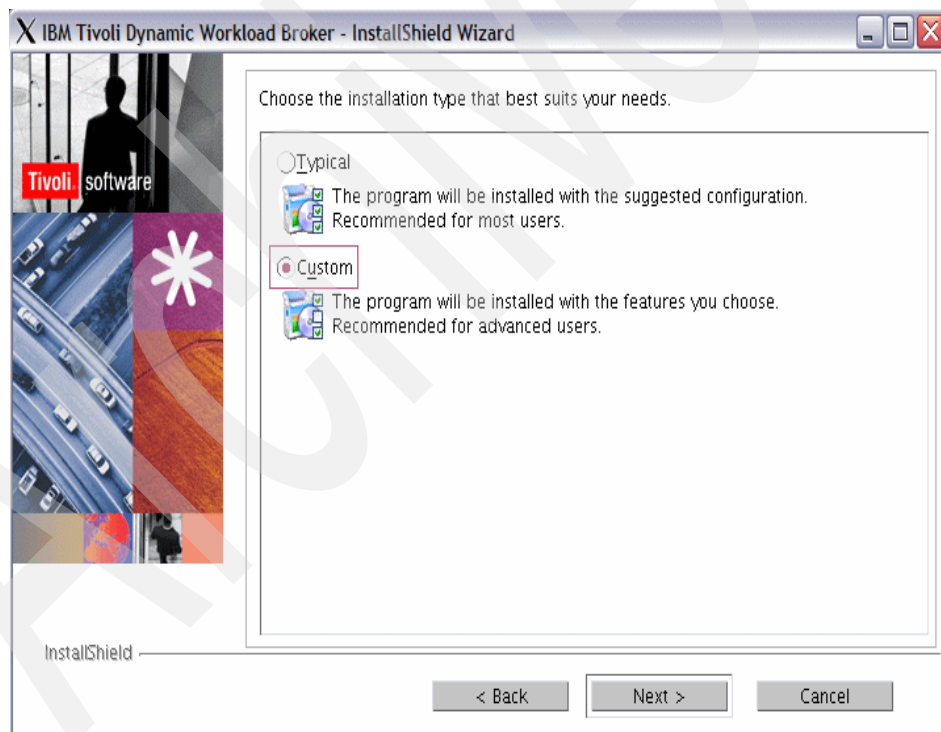 IBM Tivoli Dynamic Workload Broker - InstallShield Wizard
Choose the installation type that best suits your needs.
Typical
The program will be installed with the suggested configuration.
Recommended for most users.
Custom
The program will be installed with the features you choose.
Recommended for advanced users.
Tivoli software
InstallShield
< Back
Next >
Cancel